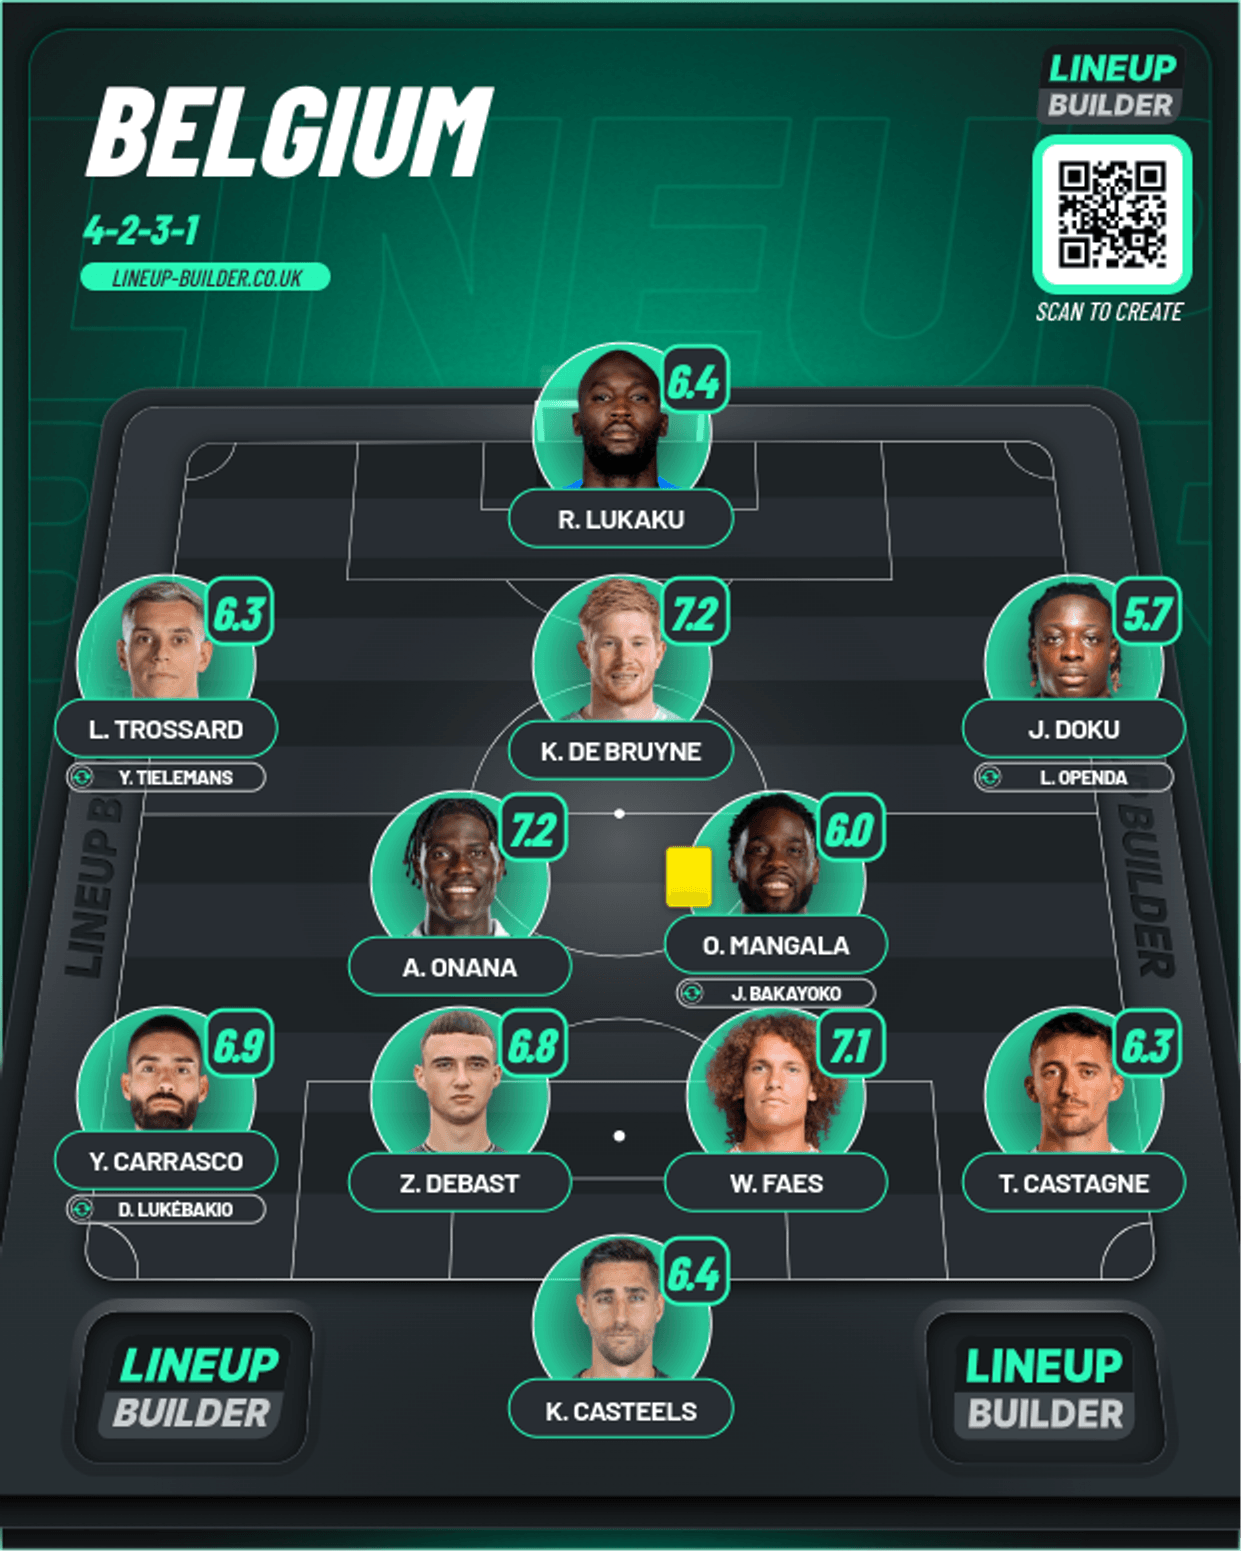 BELGIUM
4-2-3-1
LINEUP-BUILDER.CO.UK
LINEUP
BUILDER
SCAN TO CREATE
6.4
R. LUKAKU
6.3
L. TROSSARD
Y. TIELEMANS
7.2
K. DE BRUYNE
5.7
J. DOKU
L. OPENDA
7.2
A. ONANA
6.0
O. MANGALA
J. BAKAYOKO
6.9
Y. CARRASCO
D. LUKÉBAKIO
6.8
Z. DEBAST
7.1
W. FAES
6.3
T. CASTAGNE
6.4
K. CASTEELS
LINEUP B
BUILDER
LINEUP
BUILDER
LINEUP
BUILDER